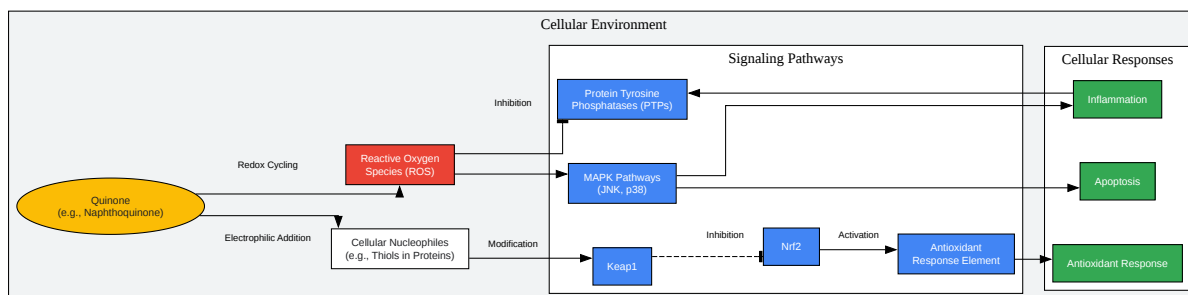 Cellular Environment
Signaling Pathways
Cellular Responses
Protein Tyrosine
Phosphatases (PTPs)
Inflammation
Inhibition
Reactive Oxygen
Species (ROS)
Redox Cycling
MAPK Pathways
(JNK, p38)
Apoptosis
Quinone
(e.g., Naphthoquinone)
Electrophilic Addition
Cellular Nucleophiles
(e.g., Thiols in Proteins)
Modification
Keap1
Inhibition
Nrf2
Activation
Antioxidant
Response Element
Antioxidant Response